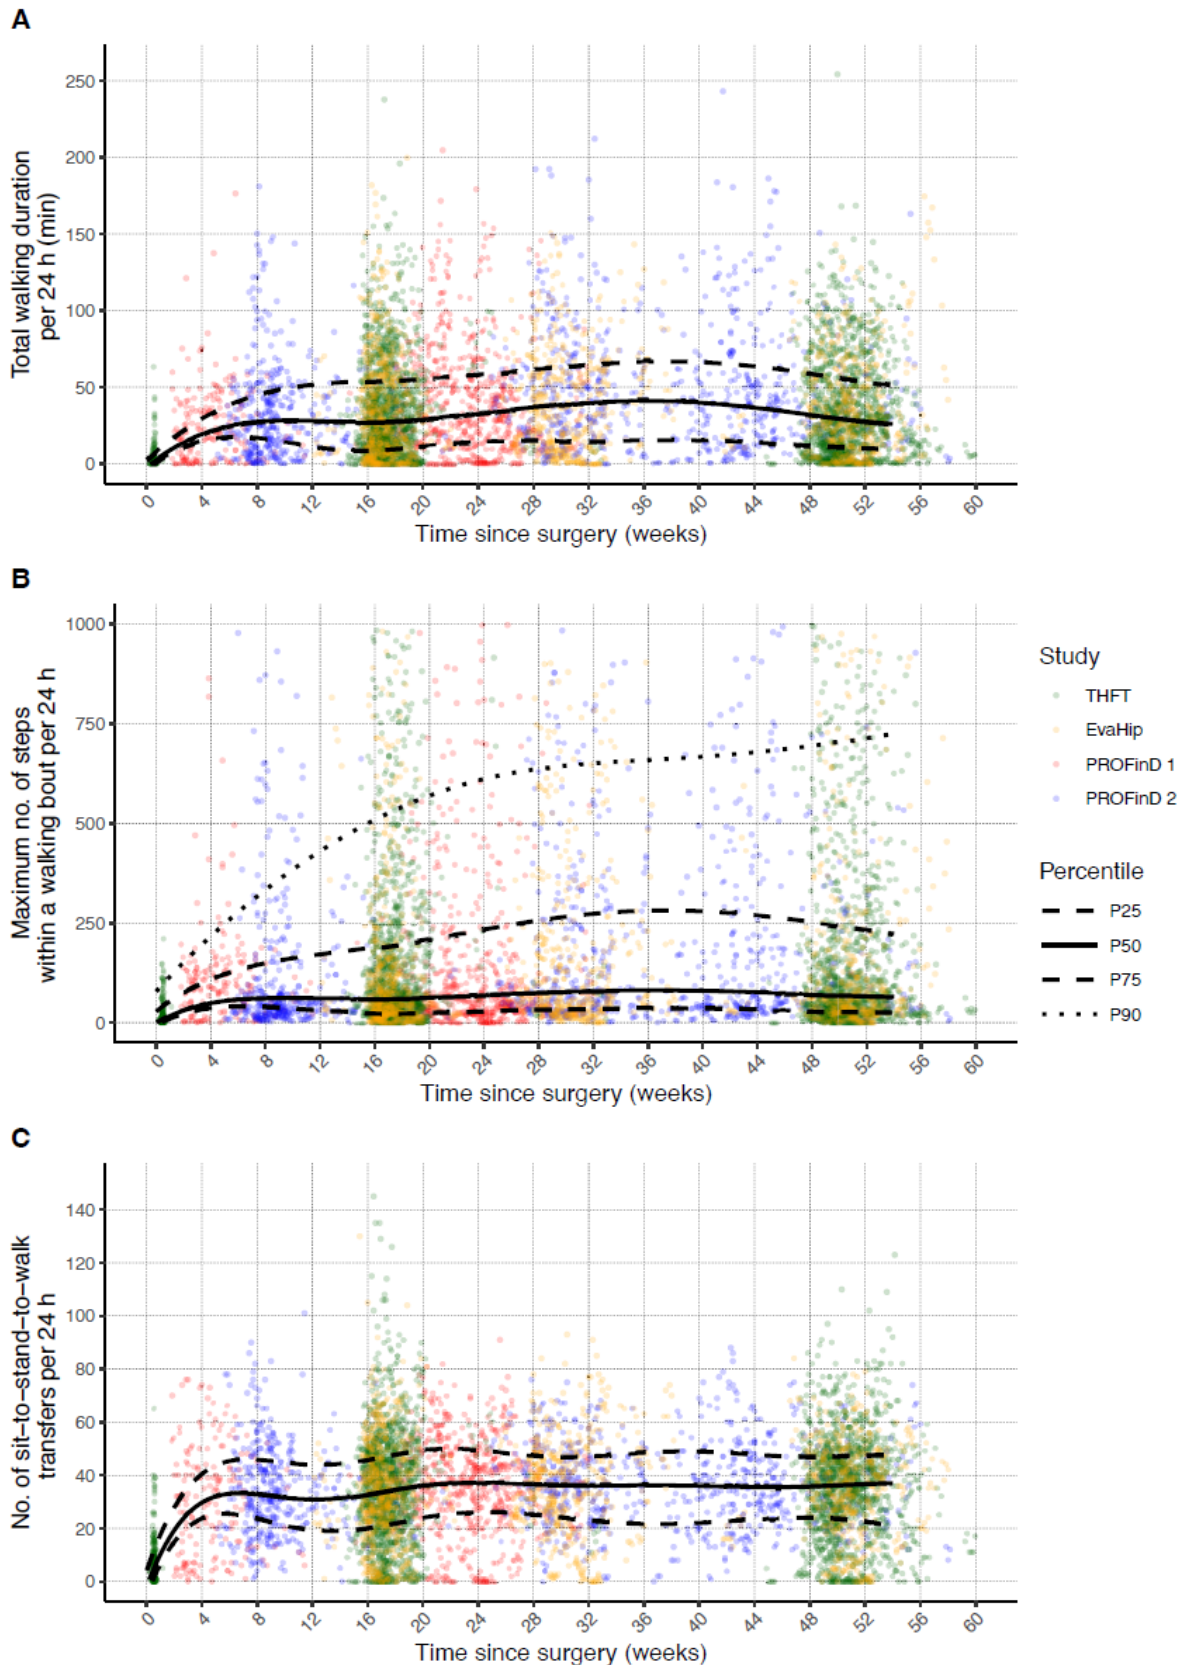 A
Total walking duration
per 24 h (min)
250
200
150
100
50
0
0 4 8 12 16 20 24 28 32 36 40 44 48 52 56 60
Time since surgery (weeks)
B
Maximum no. of steps
within a walking bout per 24 h
1000
750
500
250
0
0 4 8 12 16 20 24 28 32 36 40 44 48 52 56 60
Time since surgery (weeks)
Study
THFT
EvaHip
PROFinD 1
PROFinD 2
Percentile
P25
P50
P75
P90
C
No. of sit−to−stand−to−walk
transfers per 24 h
140
120
100
80
60
40
20
0
0 4 8 12 16 20 24 28 32 36 40 44 48 52 56 60
Time since surgery (weeks)